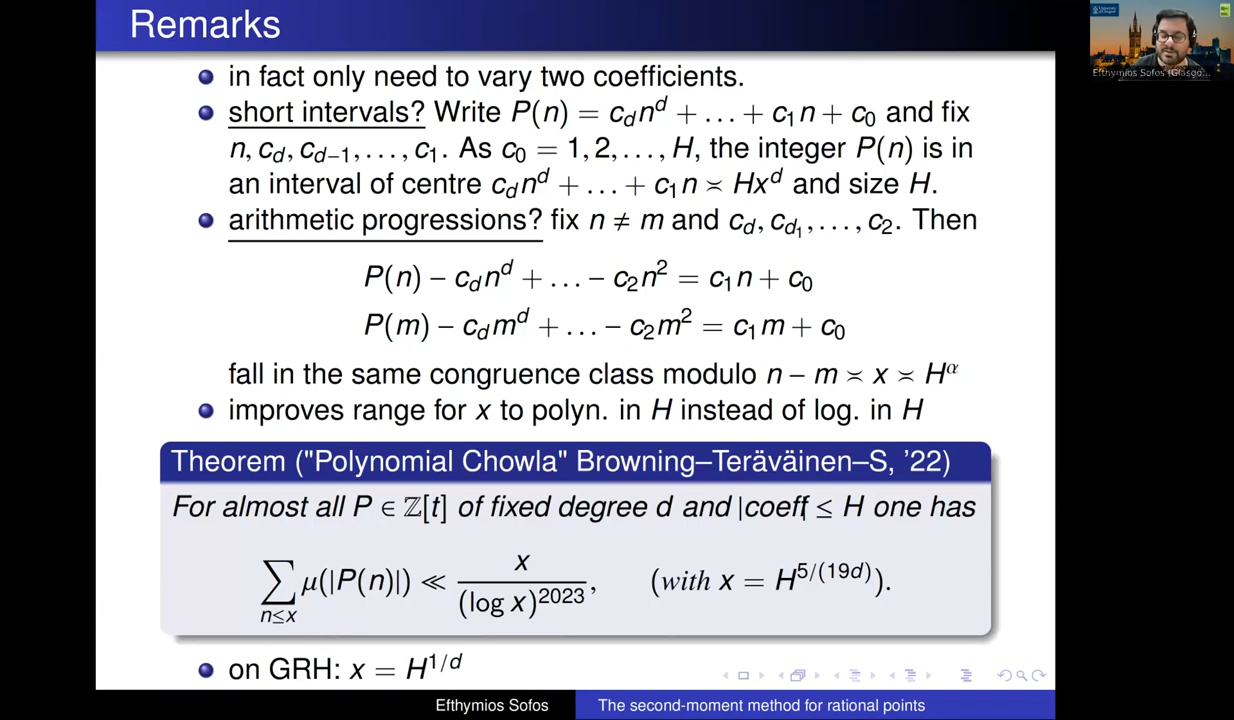 Remarks
in fact only need to vary two coefficients.
short intervals? Write P(n) = c_d n^d + … + c_1 n + c_0 and fix
n, c_d, c_{d−1}, …, c_1. As c_0 = 1, 2, …, H, the integer P(n) is in
an interval of centre c_d n^d + … + c_1 n ≍ Hx^d and size H.
arithmetic progressions? fix n ≠ m and c_d, c_{d_1}, …, c_2. Then
P(n) − c_d n^d + … − c_2 n^2 = c_1 n + c_0
P(m) − c_d m^d + … − c_2 m^2 = c_1 m + c_0
fall in the same congruence class modulo n − m ≍ x ≍ H^α
improves range for x to polyn. in H instead of log. in H
Theorem ("Polynomial Chowla" Browning–Teräväinen–S, '22)
For almost all P ∈ ℤ[t] of fixed degree d and |coeff| ≤ H one has
∑_{n≤x} μ(|P(n)|) ≪ x/(log x)^{2023}, (with x = H^{5/(19d)}).
on GRH: x = H^{1/d}
Efthymios Sofos
The second-moment method for rational points
Efthymios Sofos (Glasgo...